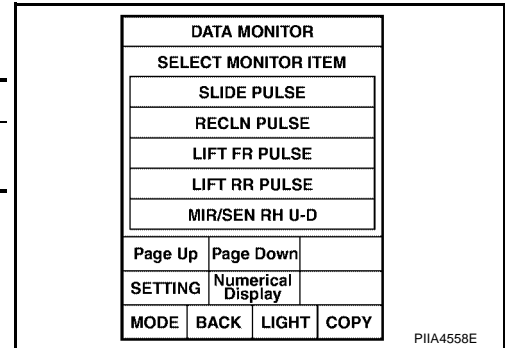 DATA MONITOR
SELECT MONITOR ITEM
SLIDE PULSE
RECLN PULSE
LIFT FR PULSE
LIFT RR PULSE
MIR/SEN RH U-D
Page Up Page Down
SETTING Numerical Display
MODE BACK LIGHT COPY
PIIA4558E